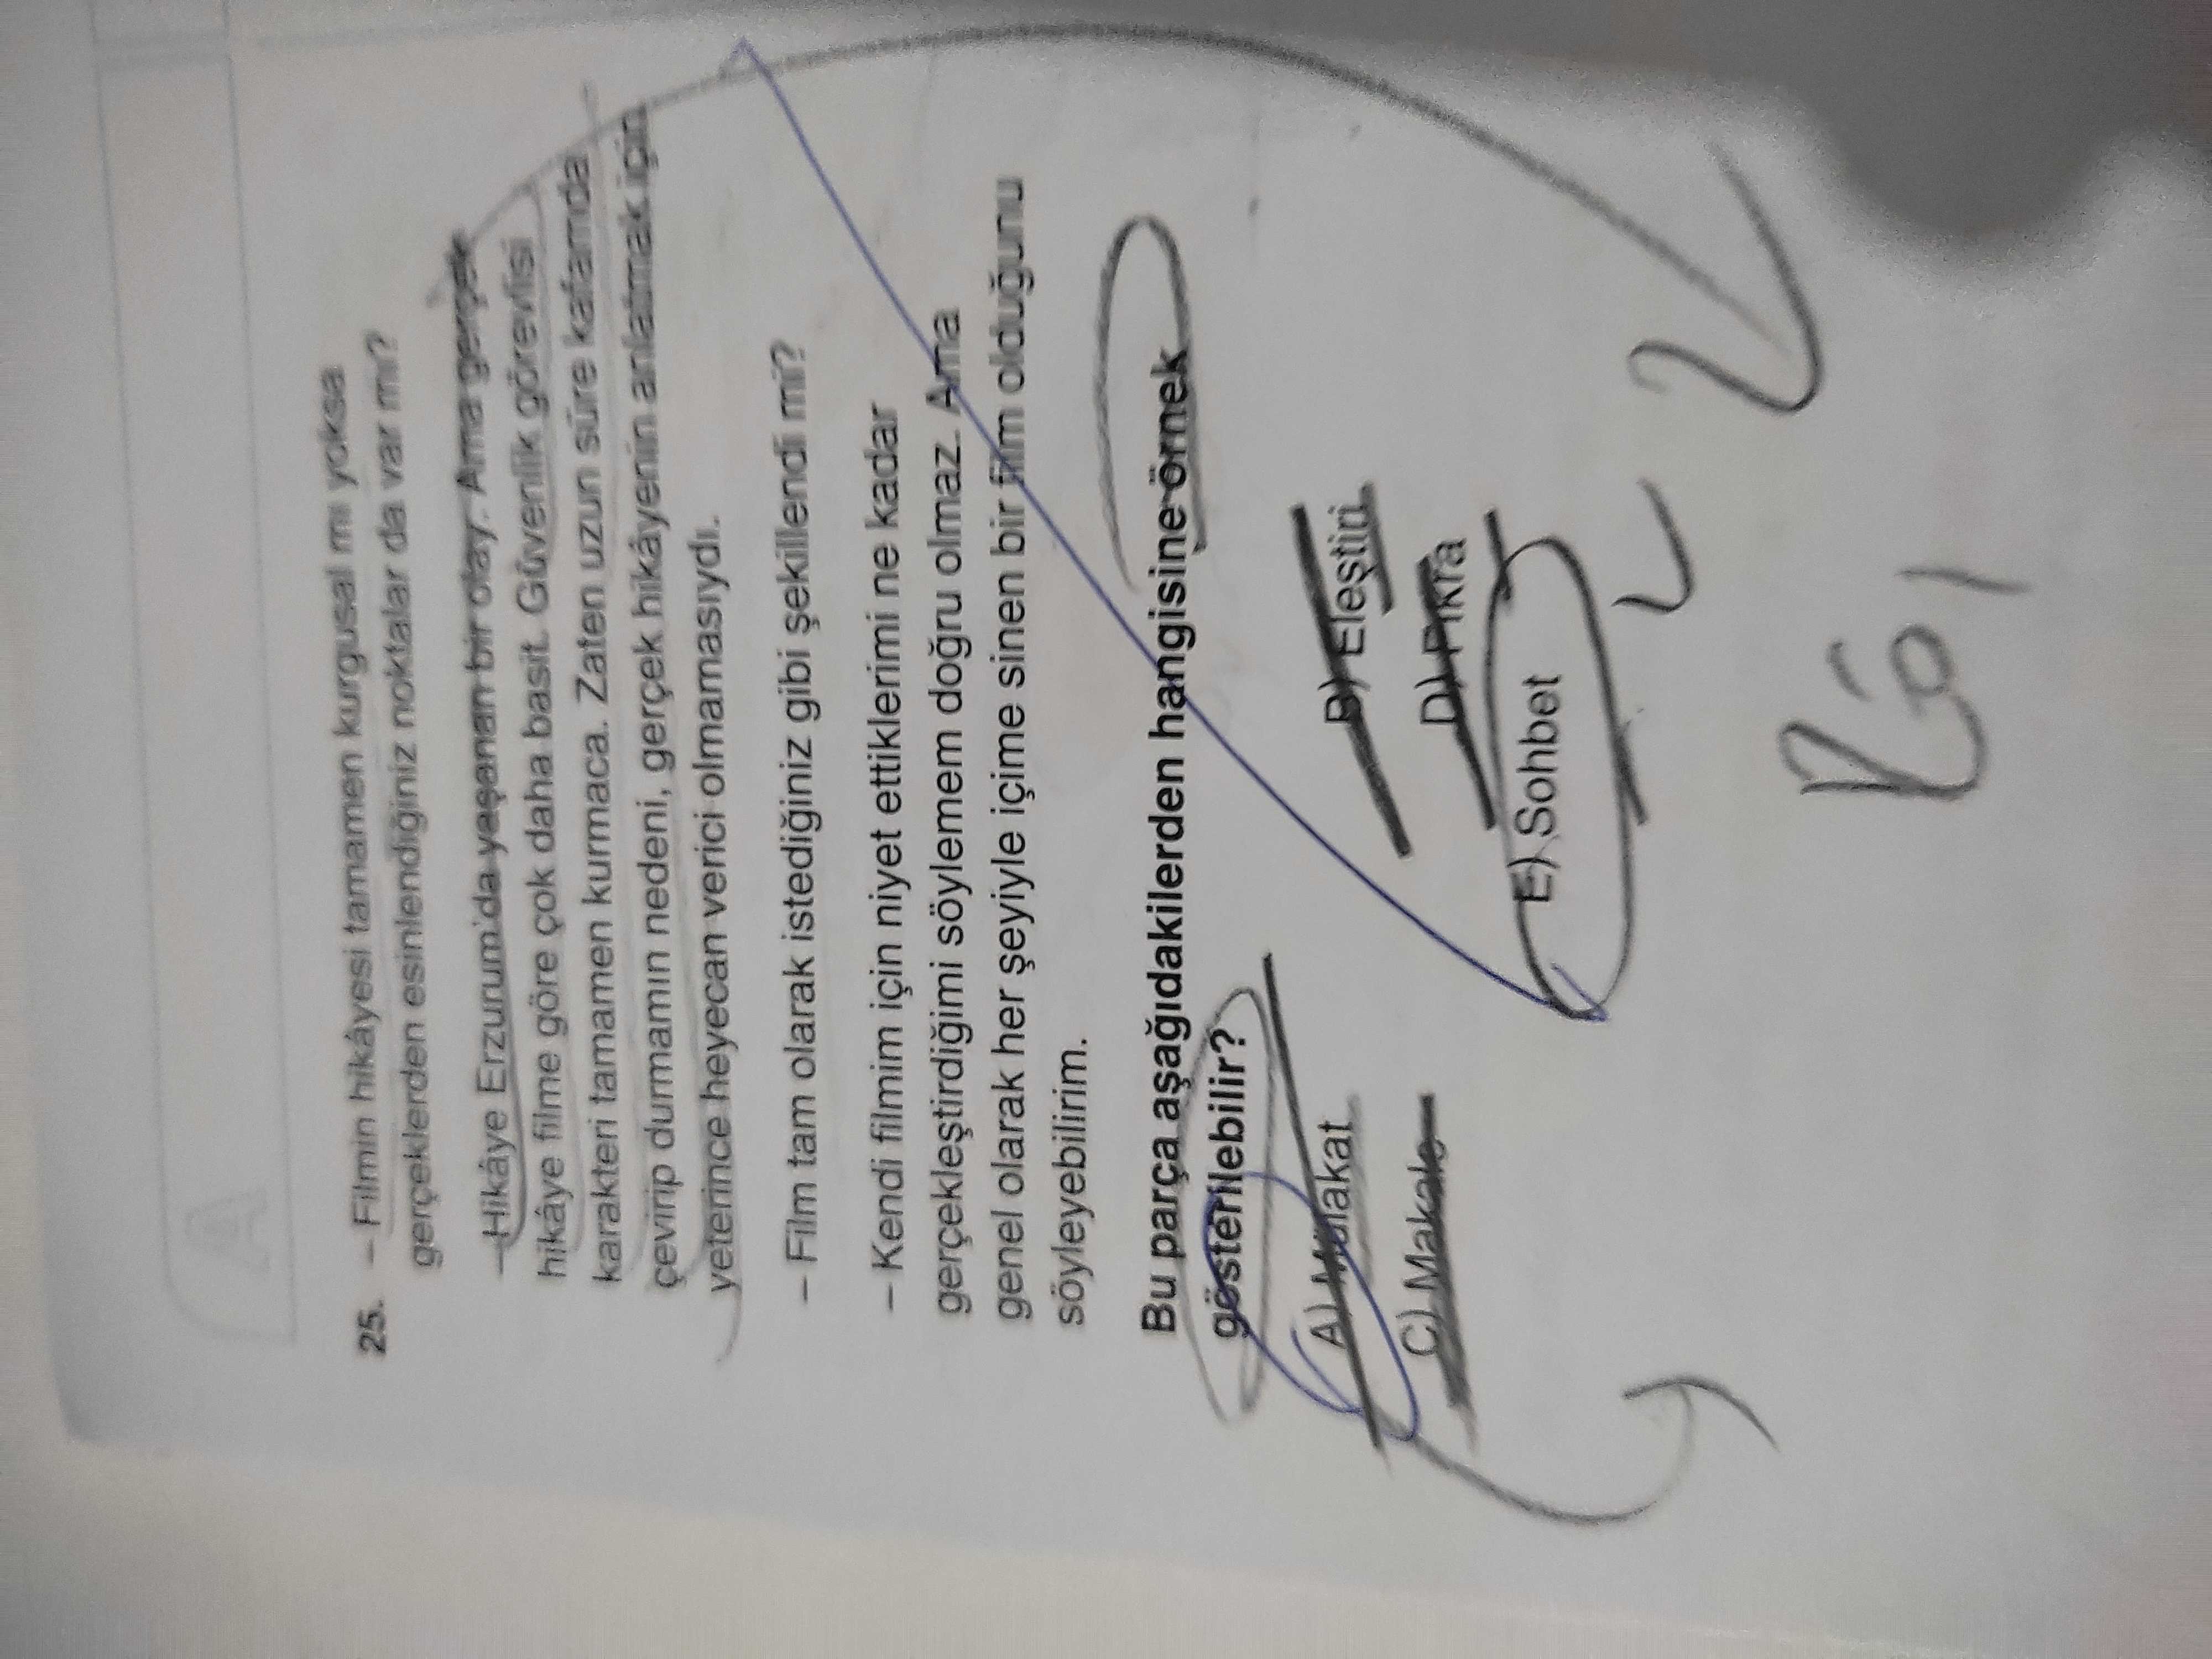 A
25. – Filmin hikâyesi tamamen kurgusal mı yoksa
gerçeklerden esinlendiğiniz noktalar da var mı?
– Hikâye Erzurum'da yaşanan bir olay. Ama gerçek
hikâye filme göre çok daha basit. Güvenlik görevlisi
karakteri tamamen kurmaca. Zaten uzun süre kafamda
çevirip durmamın nedeni, gerçek hikâyenin anlatmak için
yeterince heyecan verici olmamasıydı.
– Film tam olarak istediğiniz gibi şekillendi mi?
– Kendi filmim için niyet ettiklerimi ne kadar
gerçekleştirdiğimi söylemem doğru olmaz. Ama
genel olarak her şeyiyle içime sinen bir film olduğunu
söyleyebilirim.
Bu parça aşağıdakilerden hangisine örnek
gösterilebilir?
A) Mülakat B) Eleştiri
C) Makale D) Fıkra
E) Sohbet